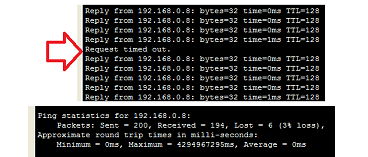 Reply from 192.168.0.8: bytes=32 time=0ms TTL=128
Reply from 192.168.0.8: bytes=32 time=1ms TTL=128
Reply from 192.168.0.8: bytes=32 time=0ms TTL=128
Reply from 192.168.0.8: bytes=32 time=1ms TTL=128
Request timed out.
Reply from 192.168.0.8: bytes=32 time=0ms TTL=128
Reply from 192.168.0.8: bytes=32 time=0ms TTL=128
Reply from 192.168.0.8: bytes=32 time=0ms TTL=128
Reply from 192.168.0.8: bytes=32 time=0ms TTL=128
Reply from 192.168.0.8: bytes=32 time=1ms TTL=128
Ping statistics for 192.168.0.8:
Packets: Sent = 200, Received = 194, Lost = 6 (3% loss),
Approximate round trip times in milli-seconds:
Minimum = 0ms, Maximum = 4294967295ms, Average = 0ms